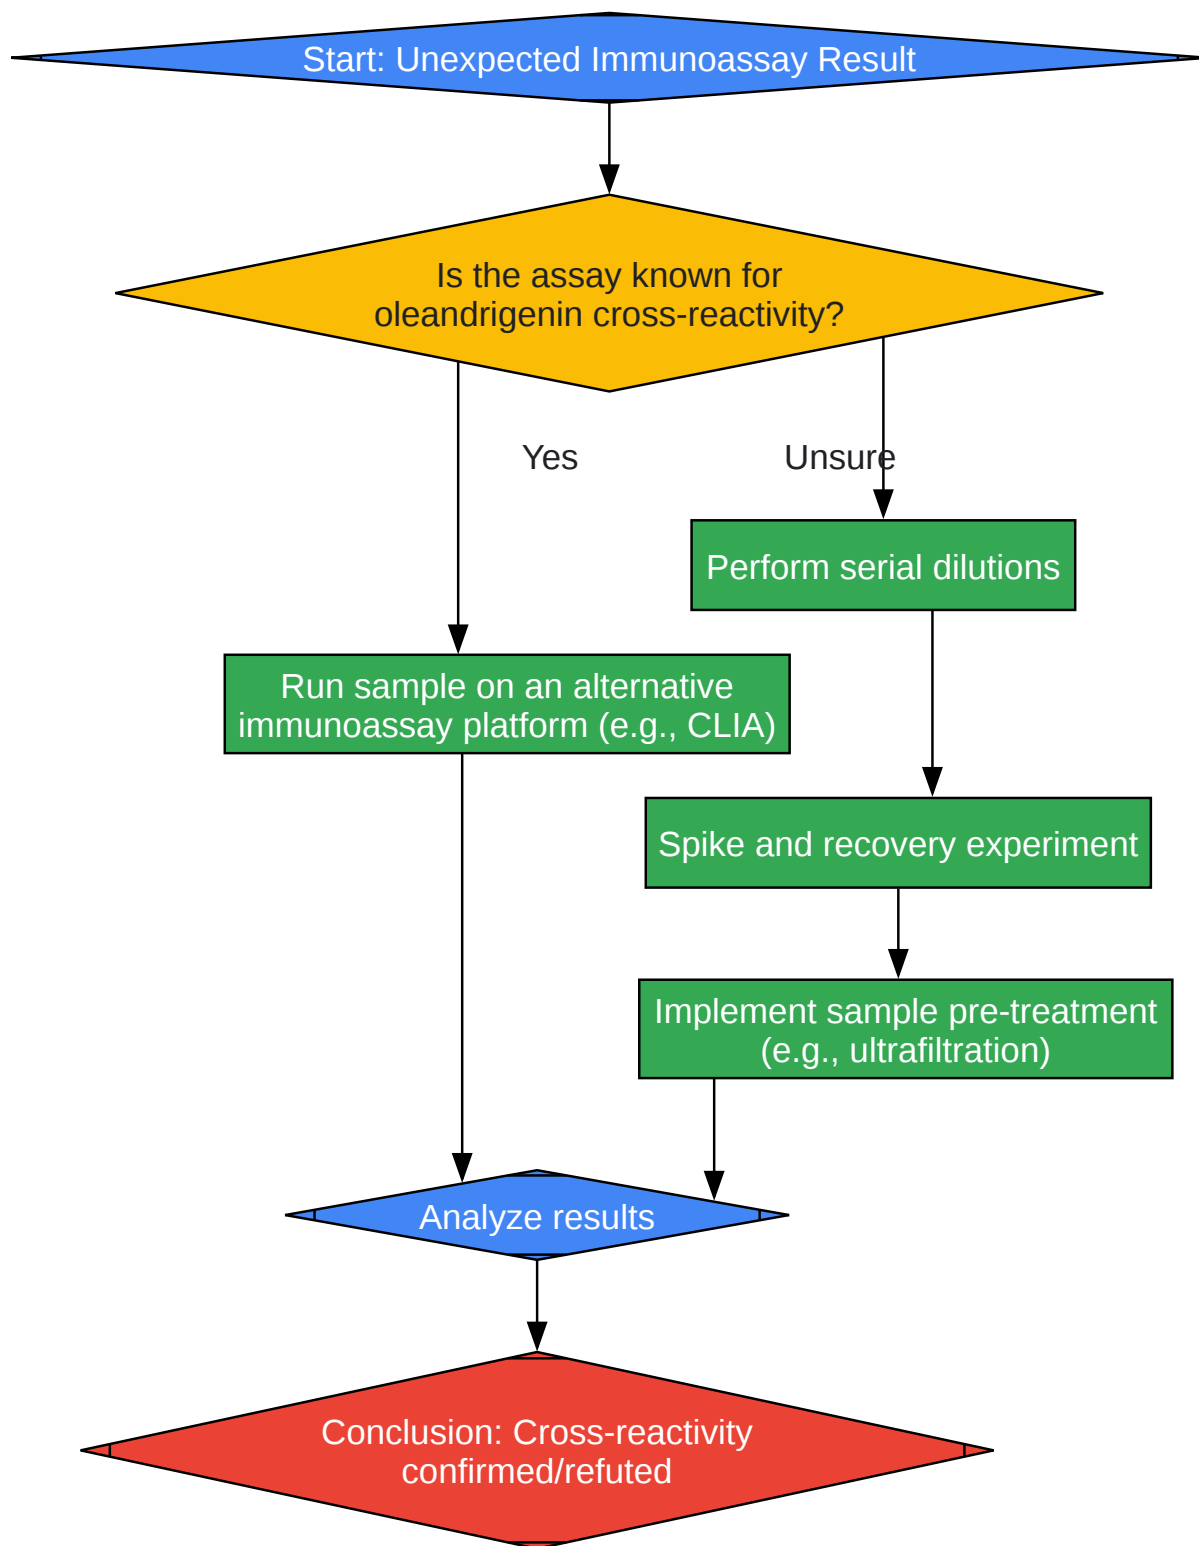 Start: Unexpected Immunoassay Result
Is the assay known for
oleandrigenin cross-reactivity?
Yes
Unsure
Perform serial dilutions
Run sample on an alternative
immunoassay platform (e.g., CLIA)
Spike and recovery experiment
Implement sample pre-treatment
(e.g., ultrafiltration)
Analyze results
Conclusion: Cross-reactivity
confirmed/refuted